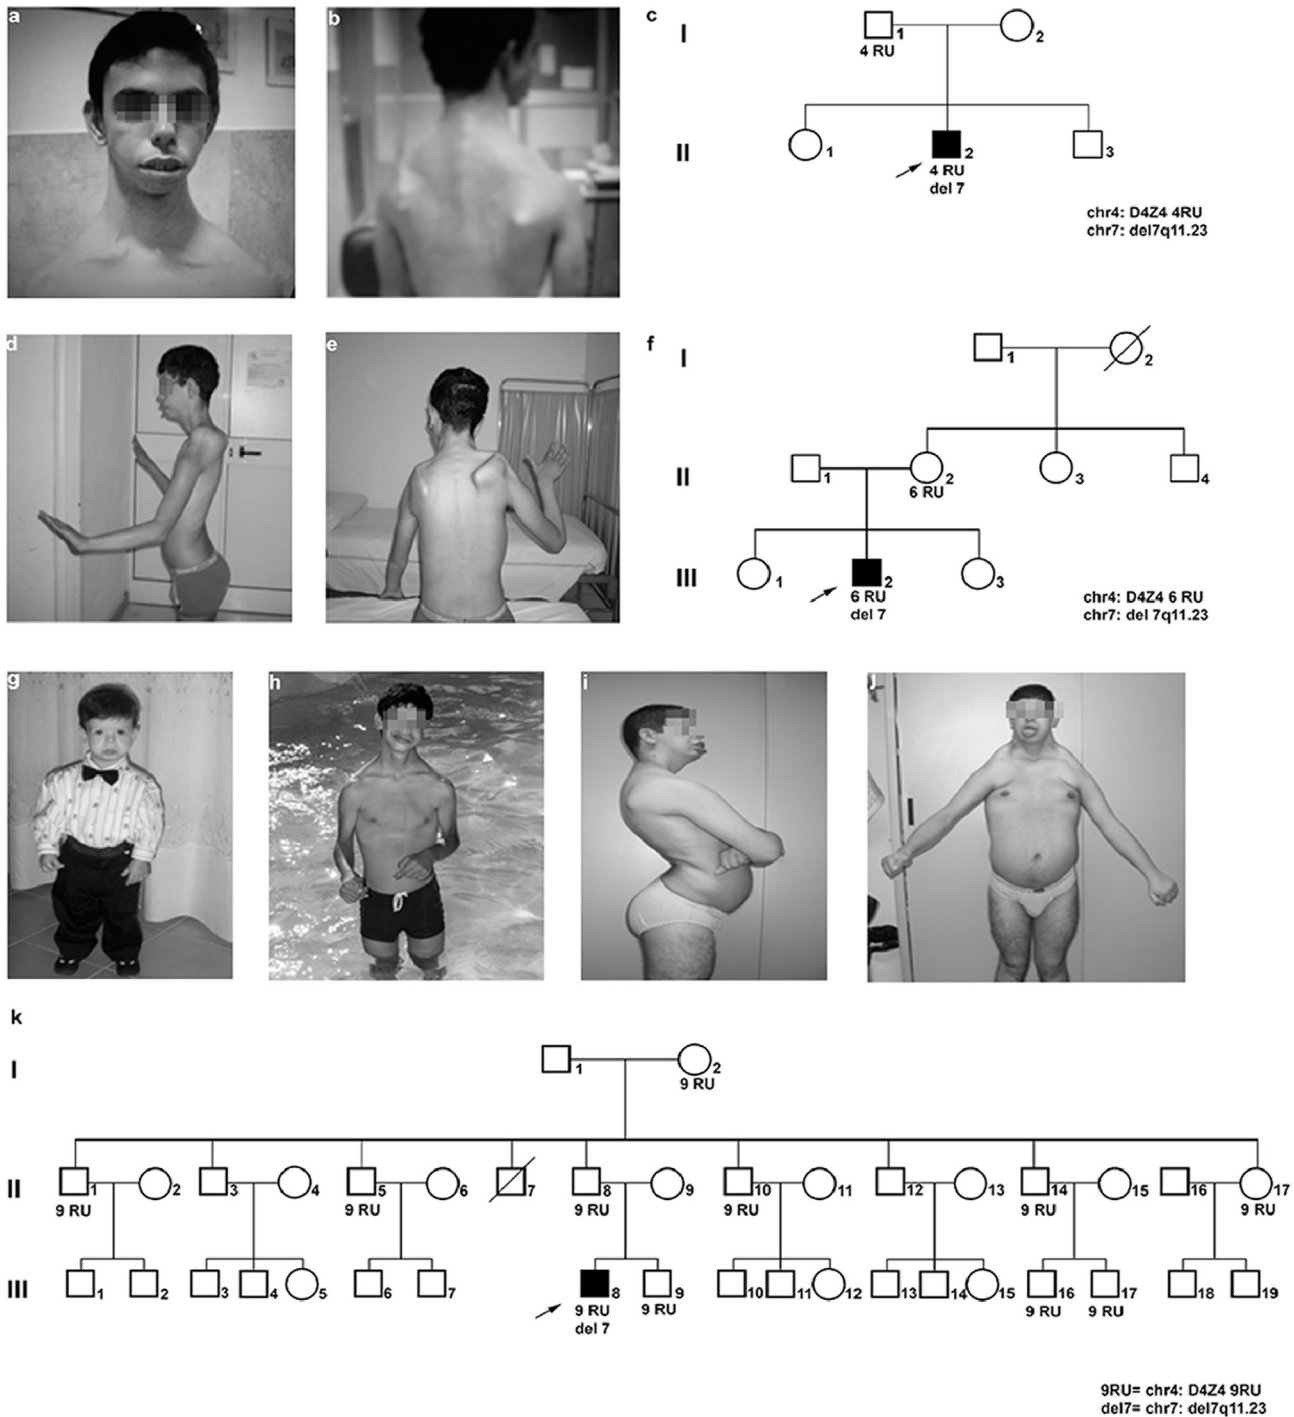 a
b
c
I
1
2
4 RU
II
1
2
3
4 RU
del 7
chr4: D4Z4 4RU
chr7: del7q11.23
d
e
f
I
1
2
II
1
2
3
4
6 RU
III
1
2
3
6 RU
del 7
chr4: D4Z4 6 RU
chr7: del 7q11.23
g
h
i
j
k
I
1
2
9 RU
II
1 2 3 4 5 6 7 8 9 10 11 12 13 14 15 16 17
9 RU 9 RU 9 RU 9 RU 9 RU 9 RU
III
1 2 3 4 5 6 7 8 9 10 11 12 13 14 15 16 17 18 19
9 RU 9 RU 9 RU 9 RU
del 7
9RU= chr4: D4Z4 9RU
del7= chr7: del7q11.23